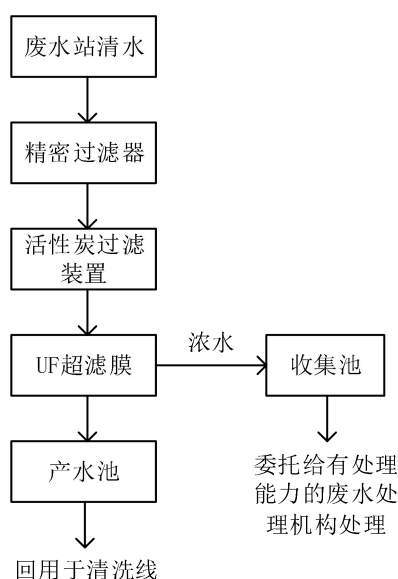 废水站清水
精密过滤器
活性炭过滤
装置
UF超滤膜
浓水
收集池
产水池
委托给有处理
能力的废水处
理机构处理
回用于清洗线